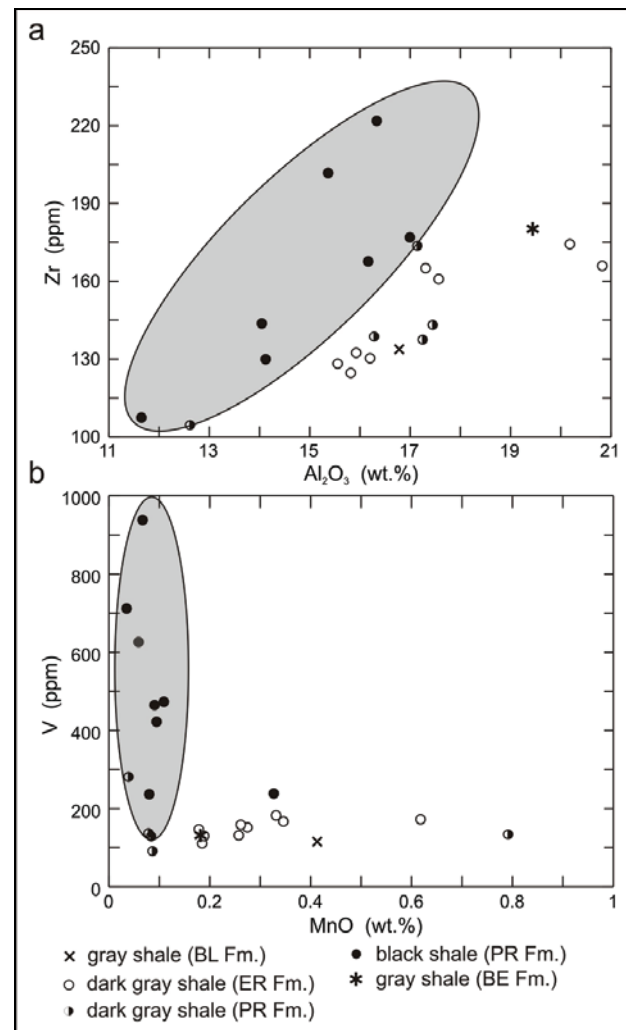 a
250
220
190
160
130
100
Zr (ppm)
11 13 15 17 19 21
Al₂O₃ (wt.%)
b
1000
800
600
400
200
0
V (ppm)
0 0.2 0.4 0.6 0.8 1
MnO (wt.%)
× gray shale (BL Fm.)
○ dark gray shale (ER Fm.)
◑ dark gray shale (PR Fm.)
● black shale (PR Fm.)
* gray shale (BE Fm.)